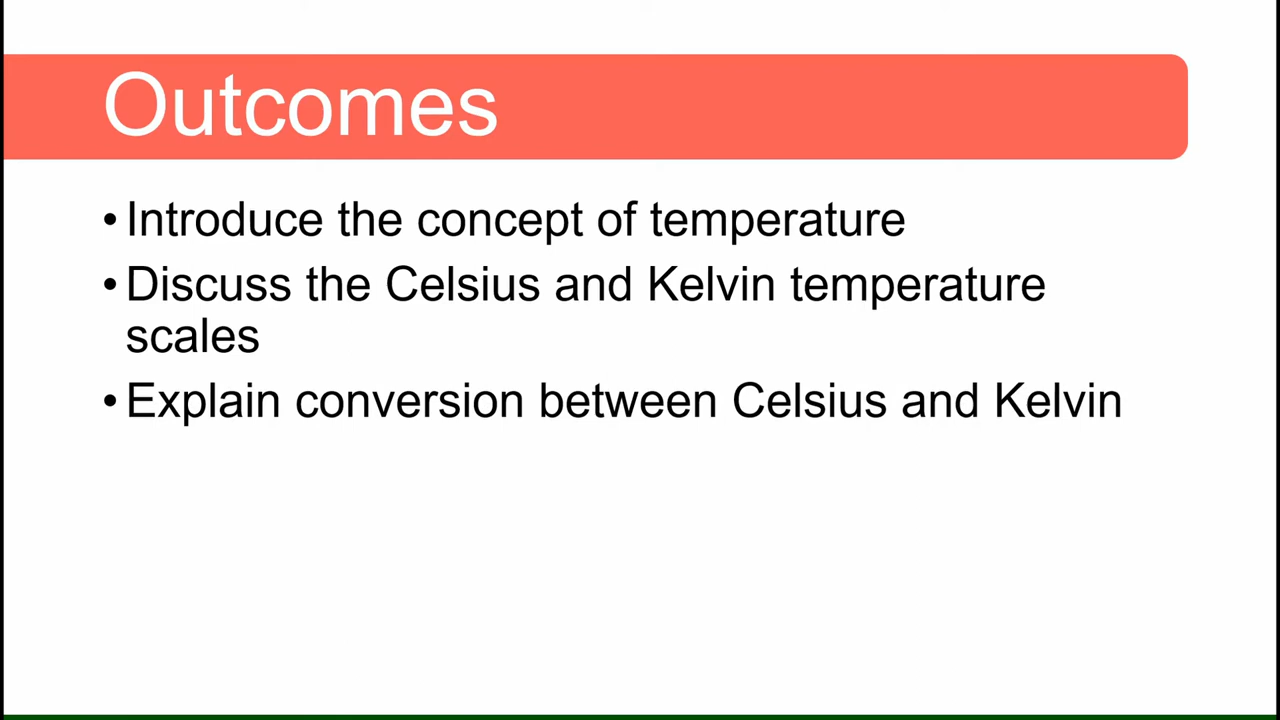 Outcomes
•Introduce the concept of temperature
•Discuss the Celsius and Kelvin temperature
scales
•Explain conversion between Celsius and Kelvin